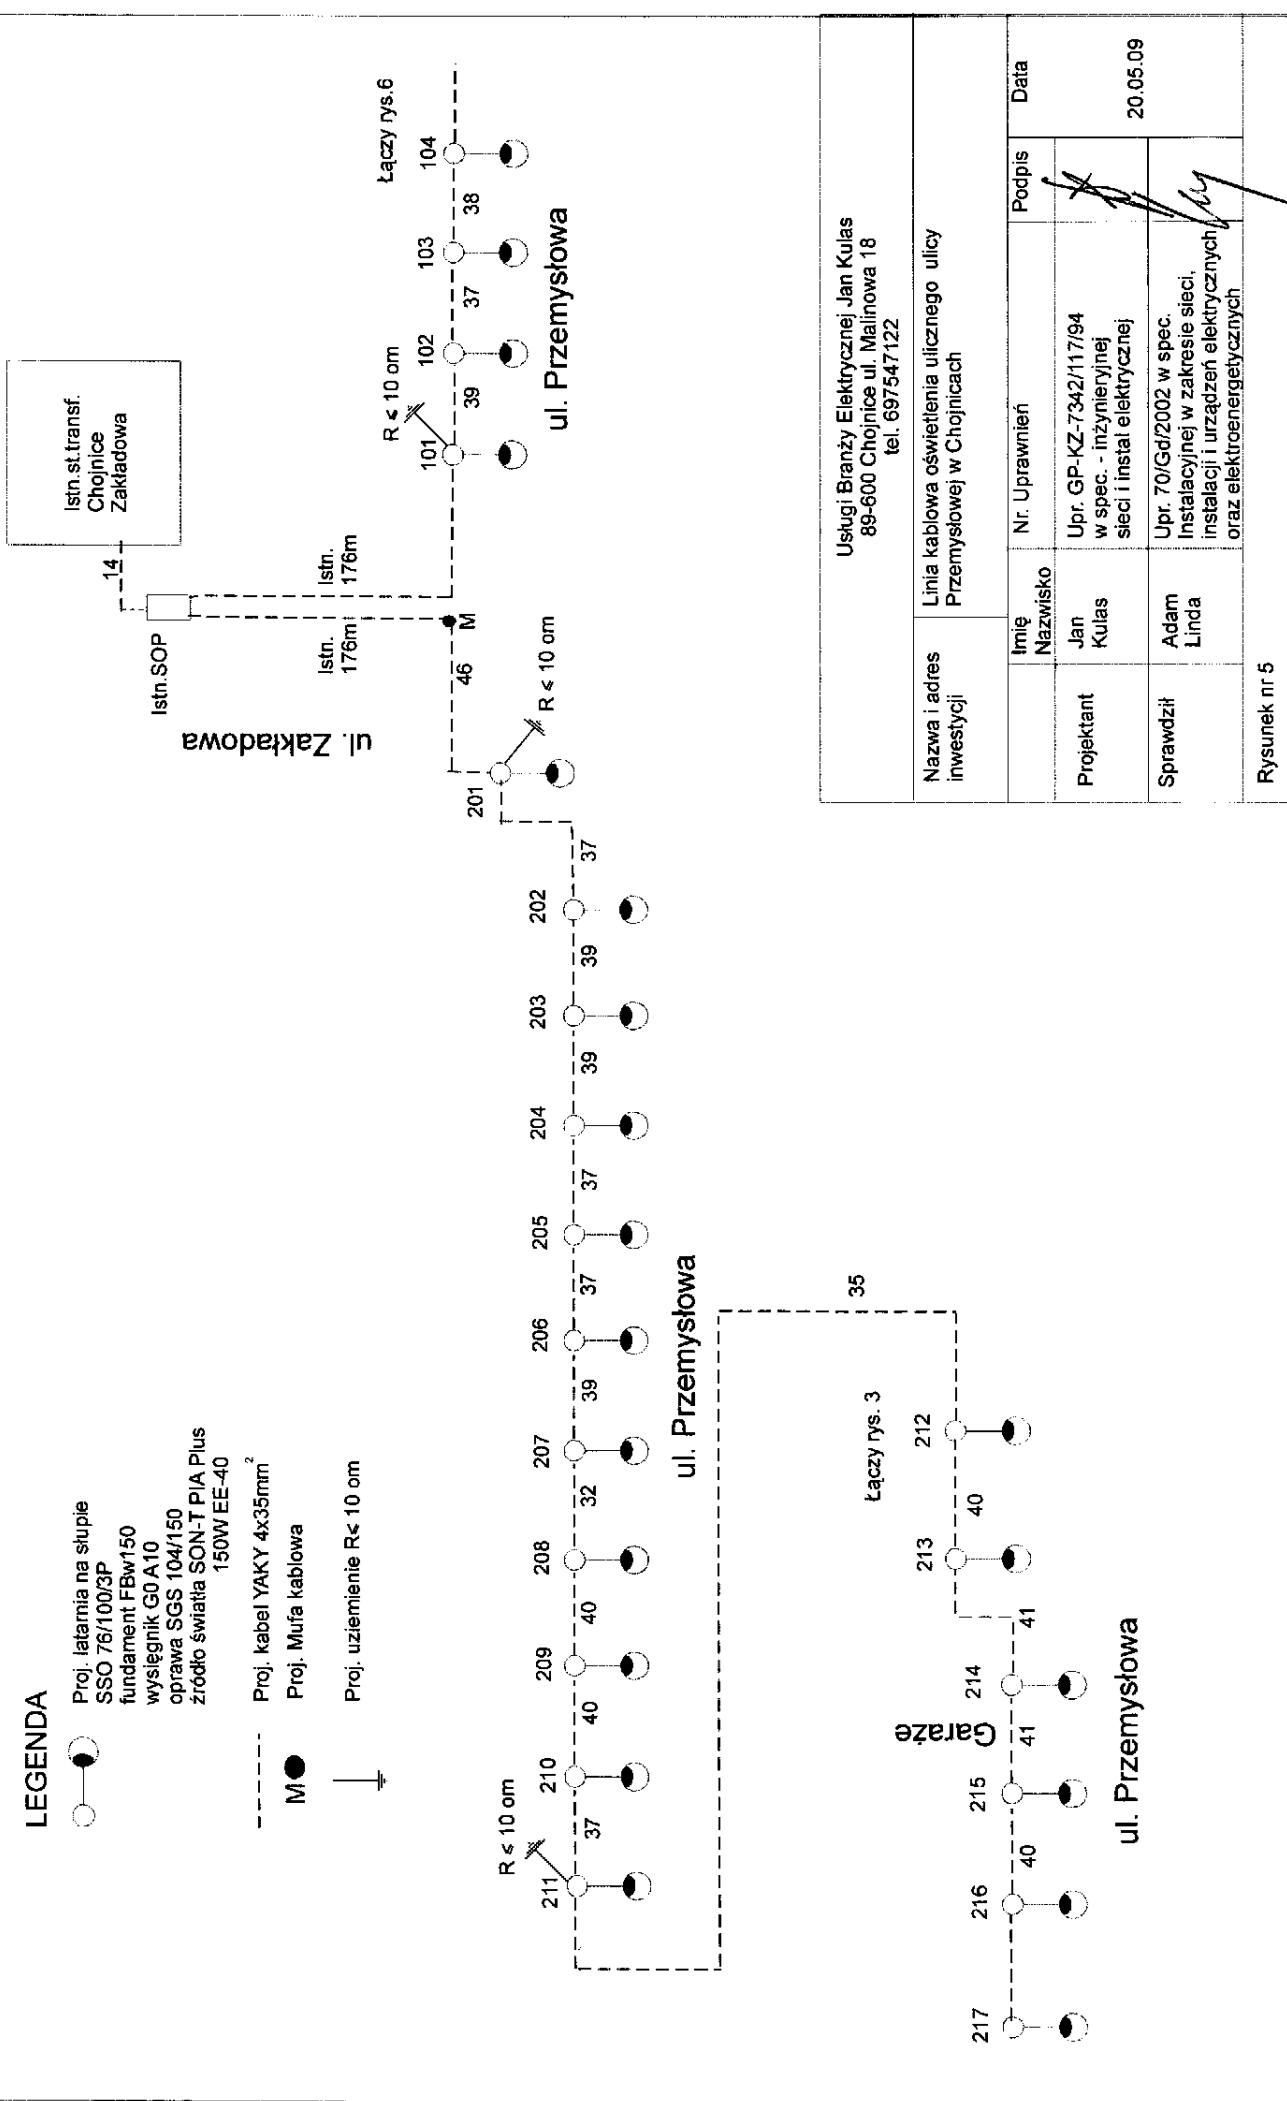 LEGENDA
Proj. latarnia na słupie
SSO 76/100/3P
fundament FBw150
wysięgnik G0 A10
oprawa SGS 104/150
źródło światła SON-T PIA Plus
150W EE-40
Proj. kabel YAKY 4x35mm²
M
Proj. Mufa kablowa
Proj. uziemienie R≤ 10 om
Istn.st.transf.
Chojnice
Zakładowa
14
Istn.SOP
ul. Zakładowa
Istn.
176m
Istn.
176m
M
46
R ≤ 10 om
201
R ≤ 10 om
101
39
102
37
103
38
104
Łączy rys.6
ul. Przemysłowa
37
202
39
203
39
204
37
205
37
206
39
207
32
208
40
209
40
210
37
211
R ≤ 10 om
ul. Przemysłowa
35
Łączy rys. 3
212
40
213
41
214
Garaże
41
215
40
216
217
ul. Przemysłowa
Usługi Branży Elektrycznej Jan Kulas
89-600 Chojnice ul. Malinowa 18
tel. 697547122
Nazwa i adres
inwestycji
Linia kablowa oświetlenia ulicznego ulicy
Przemysłowej w Chojnicach
Imię
Nazwisko
Nr. Uprawnień
Podpis
Data
Projektant
Jan
Kulas
Upr. GP-KZ-7342/117/94
w spec. - inżynieryjnej
sieci i instal elektrycznej
20.05.09
Sprawdził
Adam
Linda
Upr. 70/Gd/2002 w spec.
Instalacyjnej w zakresie sieci,
instalacji i urządzeń elektrycznych
oraz elektroenergetycznych
Rysunek nr 5